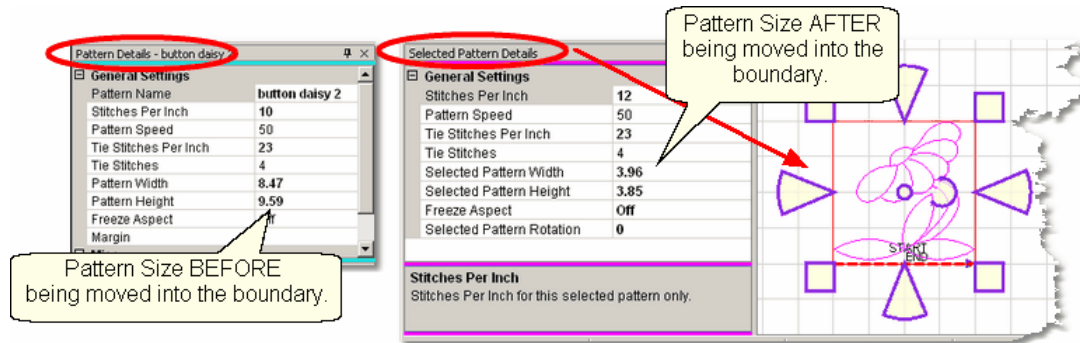 Pattern Size AFTER
being moved into the
boundary.
Pattern Details - button daisy 2
General Settings
Pattern Name button daisy 2
Stitches Per Inch 10
Pattern Speed 50
Tie Stitches Per Inch 23
Tie Stitches 4
Pattern Width 8.47
Pattern Height 9.59
Freeze Aspect Off
Margin
Pattern Size BEFORE
being moved into the boundary.
Selected Pattern Details
General Settings
Stitches Per Inch 12
Pattern Speed 50
Tie Stitches Per Inch 23
Tie Stitches 4
Selected Pattern Width 3.96
Selected Pattern Height 3.85
Freeze Aspect Off
Selected Pattern Rotation 0
Stitches Per Inch
Stitches Per Inch for this selected pattern only.
START
END